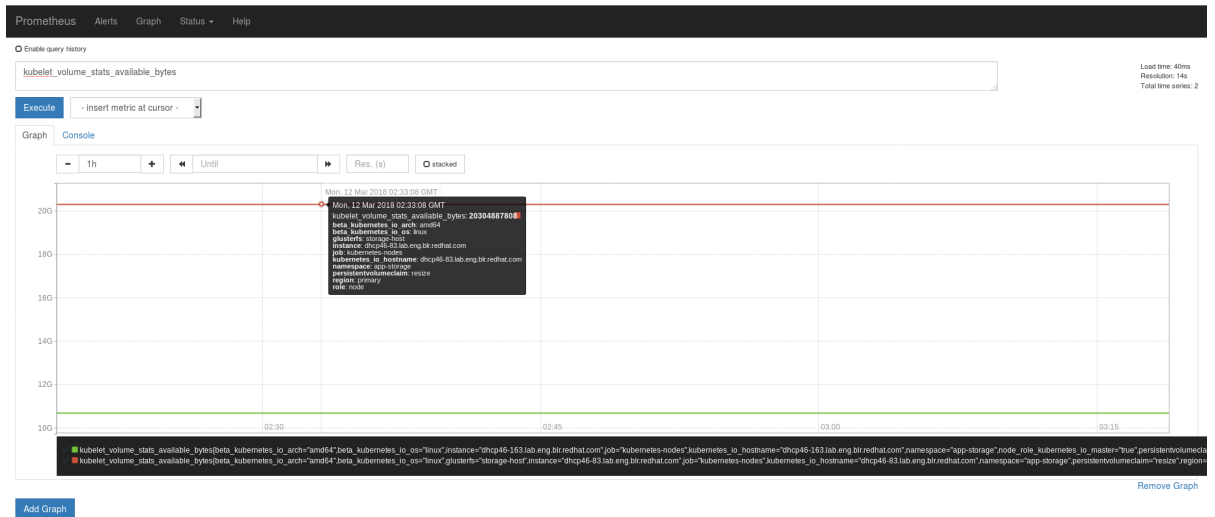 Prometheus Alerts Graph Status Help
Enable query history
kubelet_volume_stats_available_bytes
Load time: 40ms
Resolution: 14s
Total time series: 2
Execute - insert metric at cursor -
Graph Console
1h Until Res. (s) stacked
Mon, 12 Mar 2018 02:33:08 GMT
Mon, 12 Mar 2018 02:33:08 GMT
kubelet_volume_stats_available_bytes: 20304887808
beta_kubernetes_io_arch: amd64
beta_kubernetes_io_os: linux
glusterfs: storage-host
instance: dhcp46-83.lab.eng.blr.redhat.com
job: kubernetes-nodes
kubernetes_io_hostname: dhcp46-83.lab.eng.blr.redhat.com
namespace: app-storage
persistentvolumeclaim: resize
region: primary
role: node
20G
18G
16G
14G
12G
10G
02:30 02:45 03:00 03:15
kubelet_volume_stats_available_bytes{beta_kubernetes_io_arch="amd64",beta_kubernetes_io_os="linux",instance="dhcp46-163.lab.eng.blr.redhat.com",job="kubernetes-nodes",kubernetes_io_hostname="dhcp46-163.lab.eng.blr.redhat.com",namespace="app-storage",node_role_kubernetes_io_master="true",persistentvolumecla
kubelet_volume_stats_available_bytes{beta_kubernetes_io_arch="amd64",beta_kubernetes_io_os="linux",glusterfs="storage-host",instance="dhcp46-83.lab.eng.blr.redhat.com",job="kubernetes-nodes",kubernetes_io_hostname="dhcp46-83.lab.eng.blr.redhat.com",namespace="app-storage",persistentvolumeclaim="resize",region=
Remove Graph
Add Graph